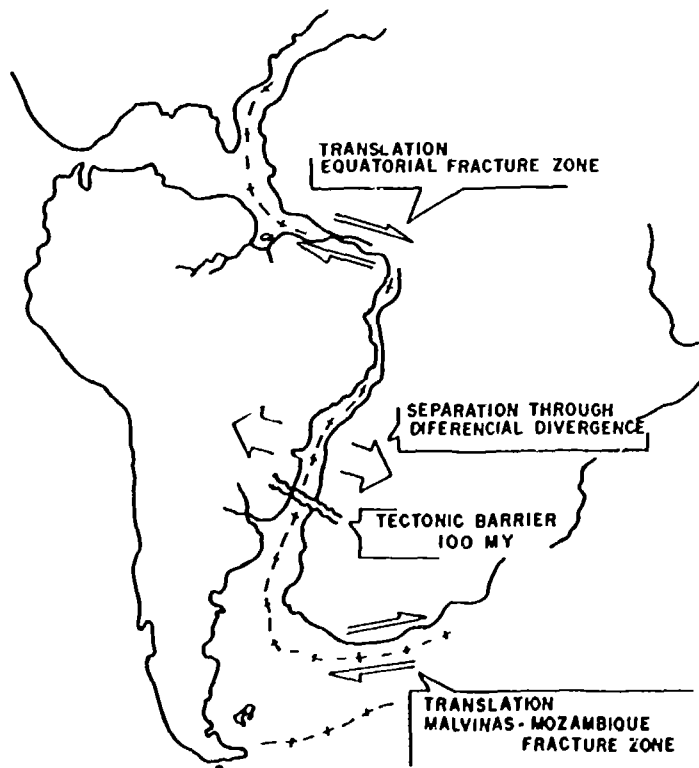 TRANSLATION
EQUATORIAL FRACTURE ZONE
SEPARATION THROUGH
DIFERENCIAL DIVERGENCE
TECTONIC BARRIER
100 MY
TRANSLATION
MALVINAS - MOZAMBIQUE
FRACTURE ZONE